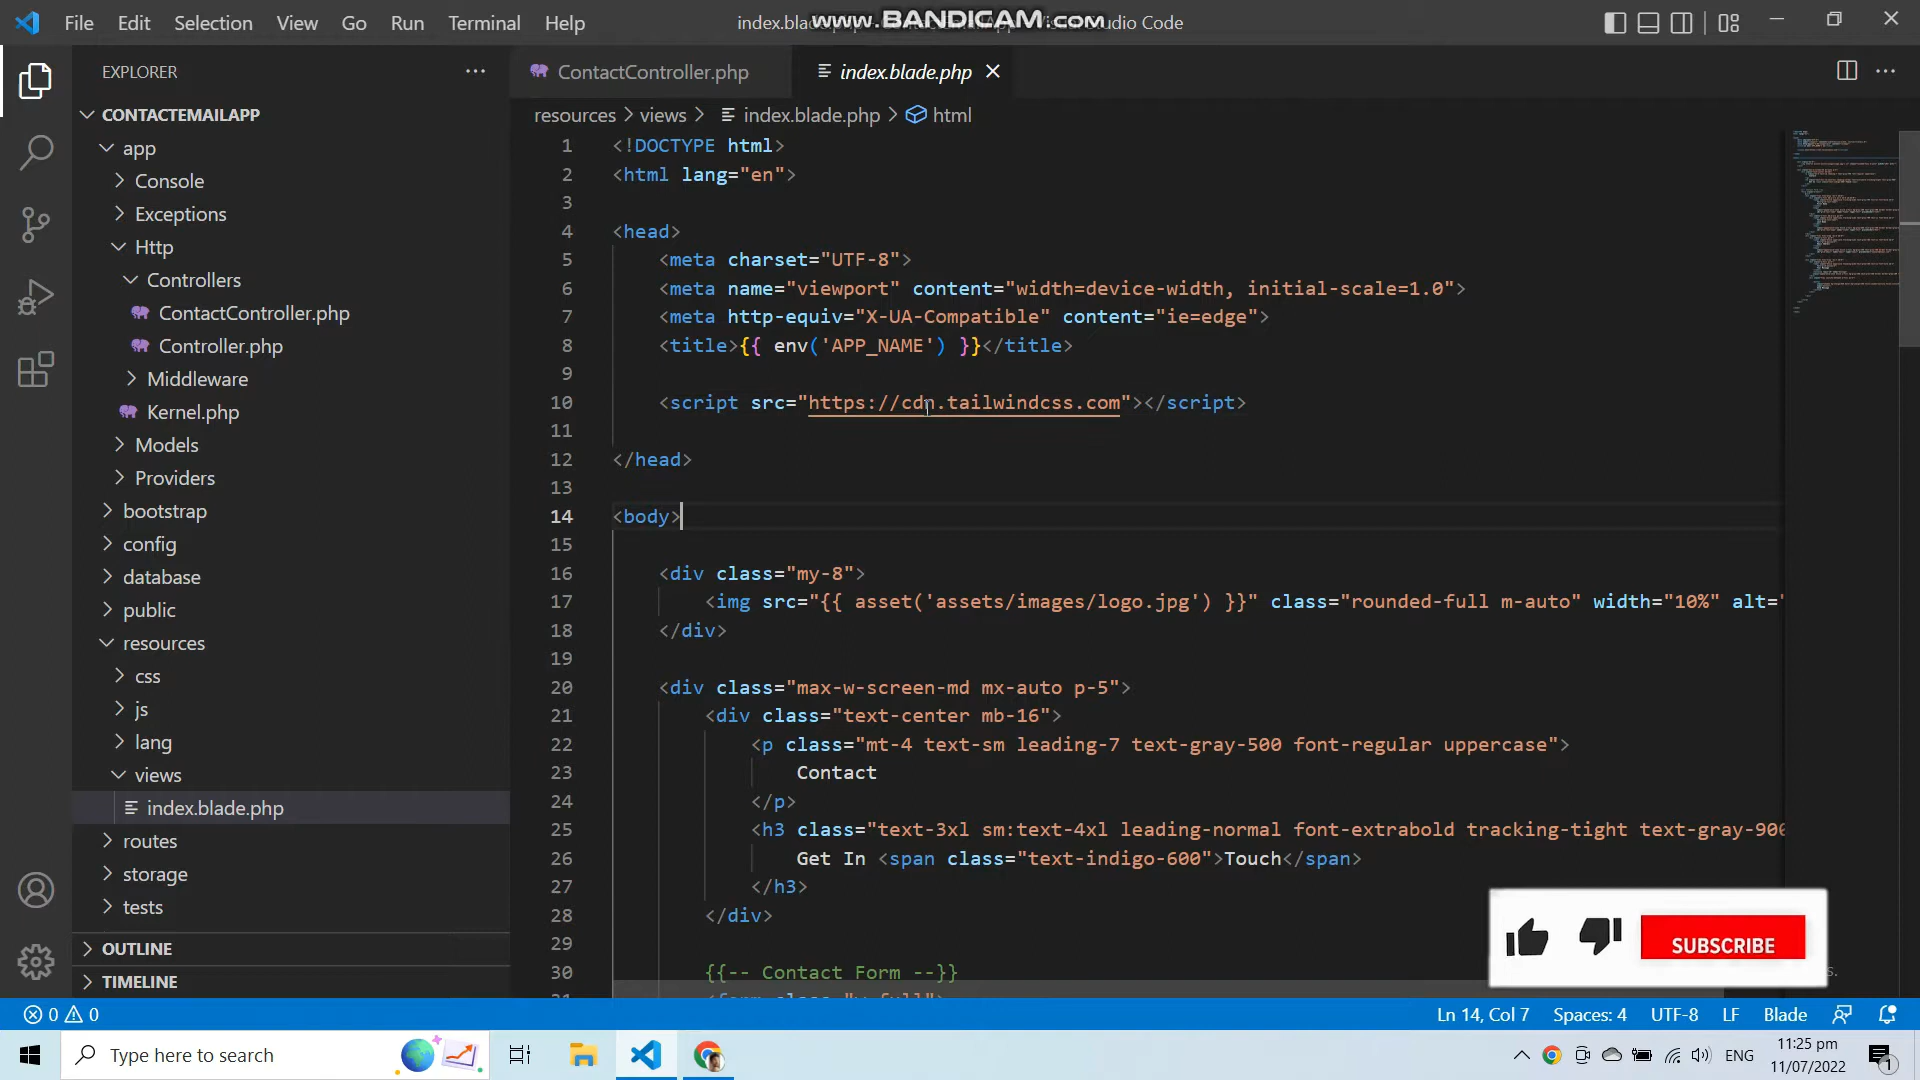 File Edit Selection View Go Run Terminal Help
www.BANDICAM.com
EXPLORER
ContactController.php
index.blade.php
CONTACTEMAILAPP
app
Console
Exceptions
Http
Controllers
ContactController.php
Controller.php
Middleware
Kernel.php
Models
Providers
bootstrap
config
database
public
resources
css
js
lang
views
index.blade.php
routes
storage
tests
OUTLINE
TIMELINE
resources > views > index.blade.php > html
1 <!DOCTYPE html>
2 <html lang="en">
3
4 <head>
5 <meta charset="UTF-8">
6 <meta name="viewport" content="width=device-width, initial-scale=1.0">
7 <meta http-equiv="X-UA-Compatible" content="ie=edge">
8 <title>{{ env('APP_NAME') }}</title>
9
10 <script src="https://cdn.tailwindcss.com"></script>
11
12 </head>
13
14 <body>
15
16 <div class="my-8">
17 <img src="{{ asset('assets/images/logo.jpg') }}" class="rounded-full m-auto" width="10%" alt="
18 </div>
19
20 <div class="max-w-screen-md mx-auto p-5">
21 <div class="text-center mb-16">
22 <p class="mt-4 text-sm leading-7 text-gray-500 font-regular uppercase">
23 Contact
24 </p>
25 <h3 class="text-3xl sm:text-4xl leading-normal font-extrabold tracking-tight text-gray-900
26 Get In <span class="text-indigo-600">Touch</span>
27 </h3>
28 </div>
29
30 {{-- Contact Form --}}
SUBSCRIBE
0 0
Ln 14, Col 7 Spaces: 4 UTF-8 LF Blade
Type here to search
ENG
11:25 pm
11/07/2022
1